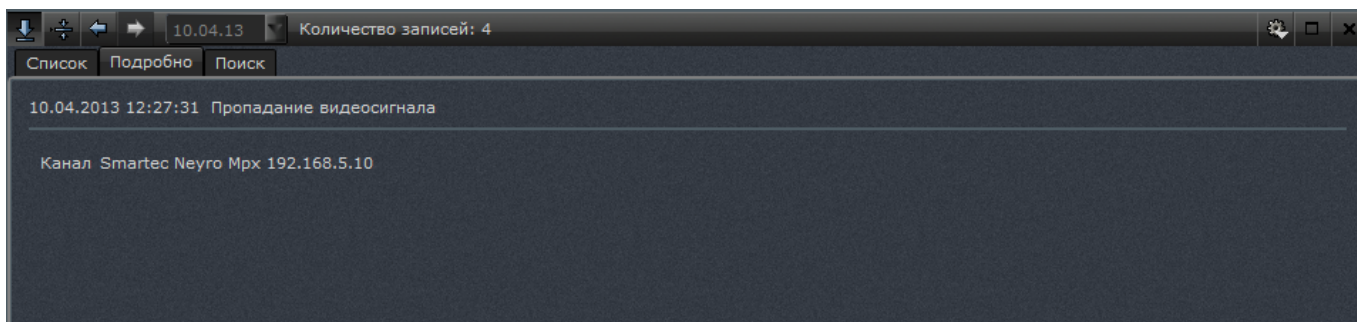 10.04.13 Количество записей: 4
Список Подробно Поиск
10.04.2013 12:27:31 Пропадание видеосигнала
Канал Smartec Neyro Mpx 192.168.5.10